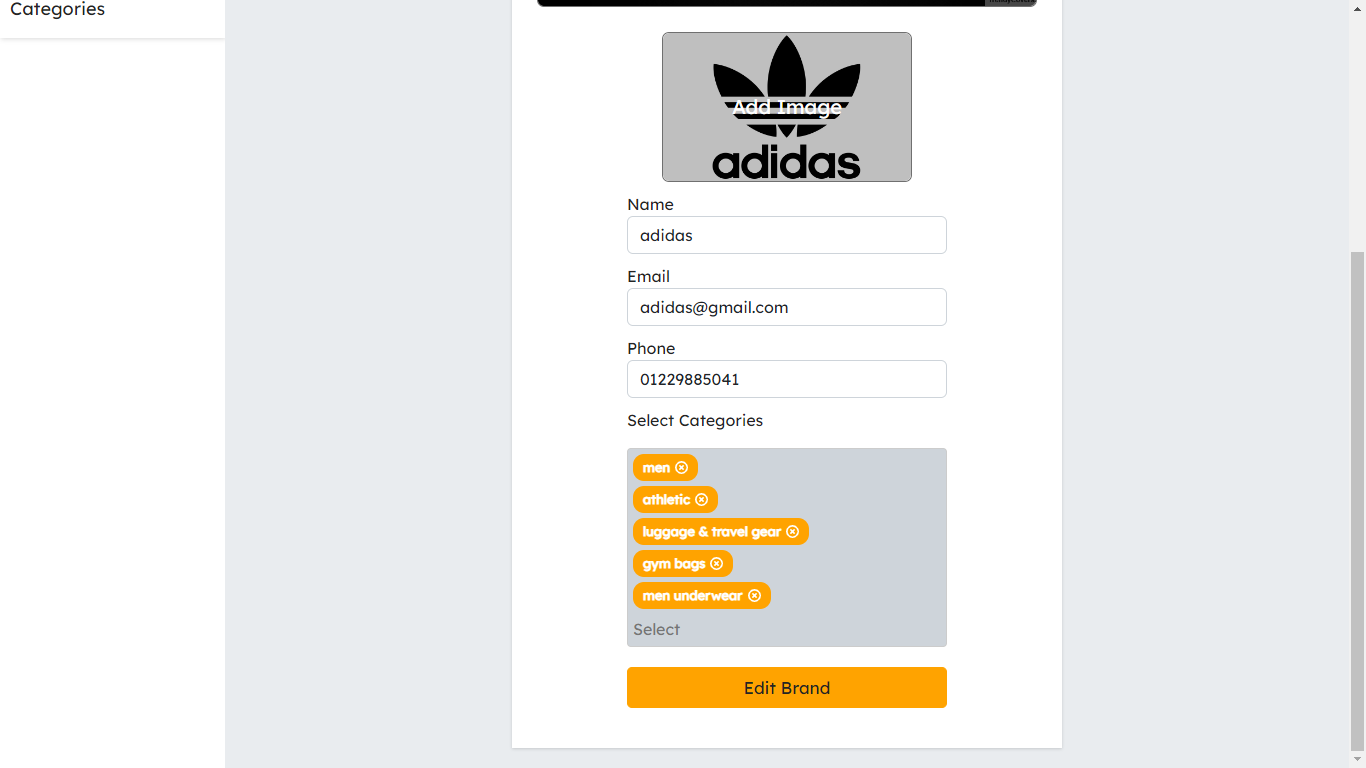 Categories
Add Image
adidas
Name
adidas
Email
adidas@gmail.com
Phone
01229885041
Select Categories
men
athletic
luggage & travel gear
gym bags
men underwear
Select
Edit Brand